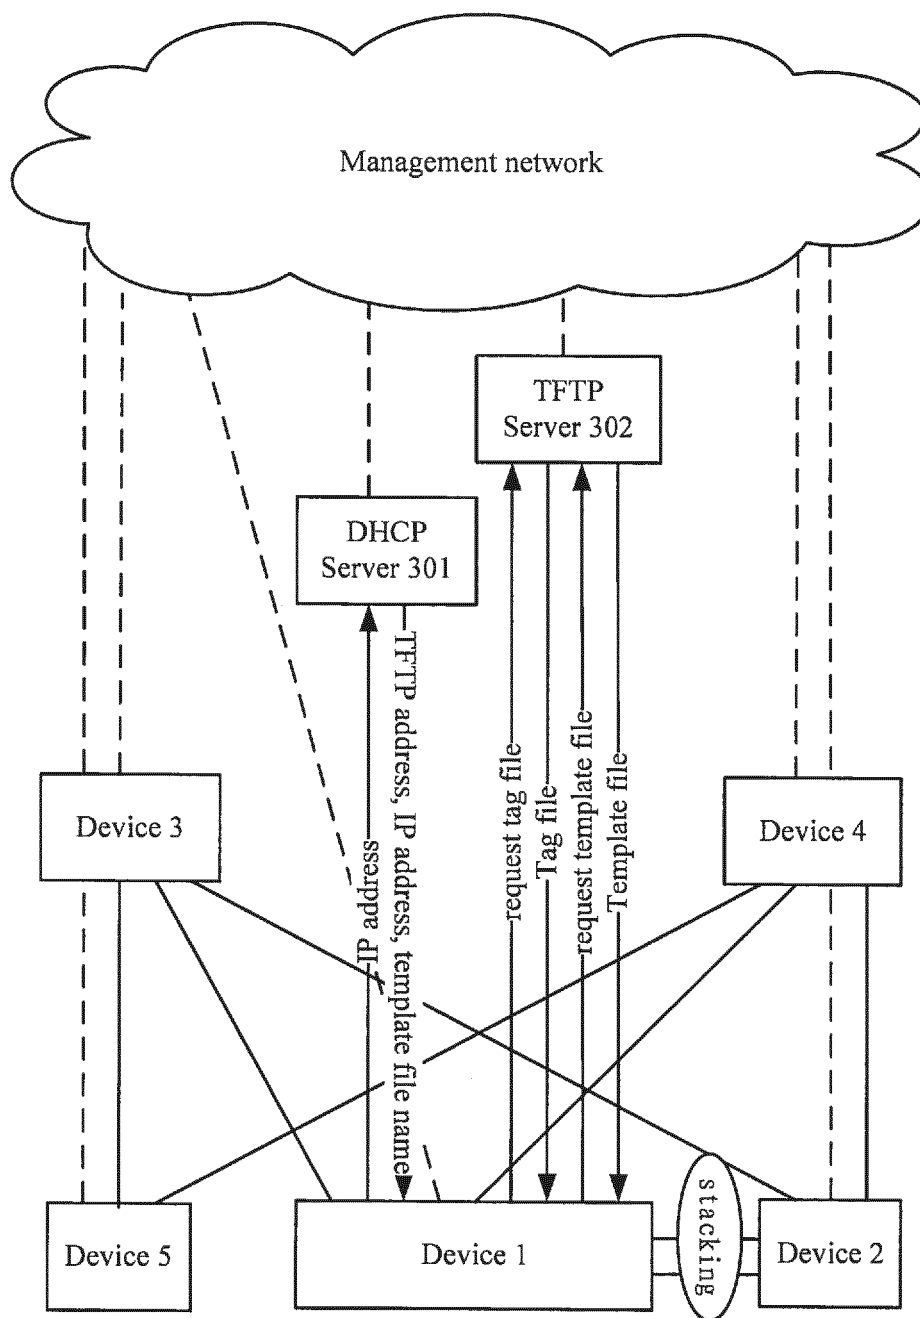 Management network
TFTP
Server 302
DHCP
Server 301
IP address
TFTP address, IP address, template file name
request tag file
Tag file
request template file
Template file
Device 3
Device 4
Device 5
Device 1
stacking
Device 2